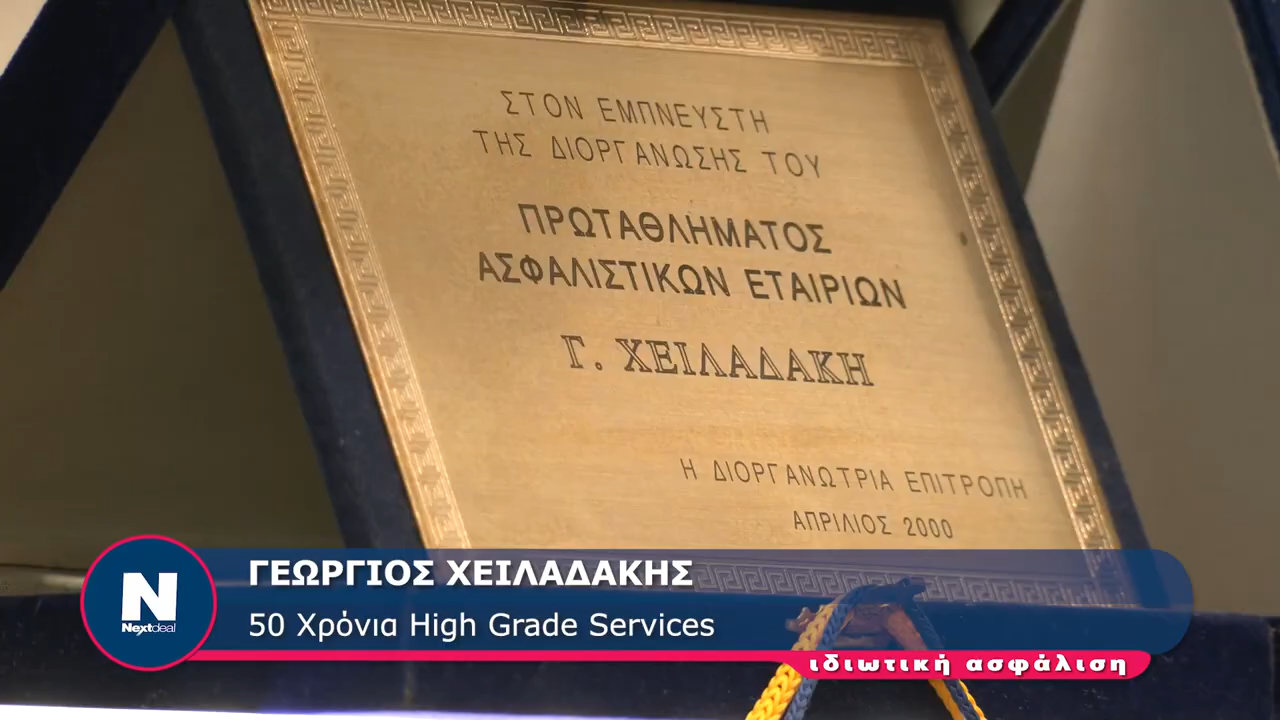 ΣΤΟΝ ΕΜΠΝΕΥΣΤΗ
ΤΗΣ ΔΙΟΡΓΑΝΩΣΗΣ ΤΟΥ
ΠΡΩΤΑΘΛΗΜΑΤΟΣ
ΑΣΦΑΛΙΣΤΙΚΩΝ ΕΤΑΙΡΙΩΝ
Γ. ΧΕΙΛΑΔΑΚΗ
Η ΔΙΟΡΓΑΝΩΤΡΙΑ ΕΠΙΤΡΟΠΗ
ΑΠΡΙΛΙΟΣ 2000
N
Nextdeal
ΓΕΩΡΓΙΟΣ ΧΕΙΛΑΔΑΚΗΣ
50 Χρόνια High Grade Services
ιδιωτική ασφάλιση